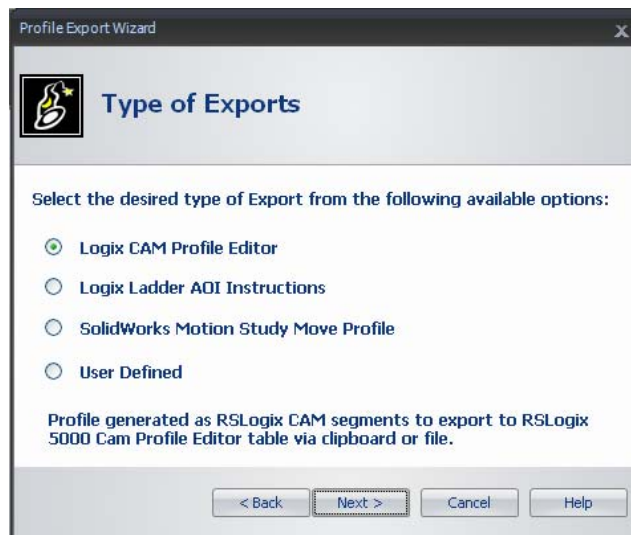 Profile Export Wizard
x
Type of Exports
Select the desired type of Export from the following available options:
Logix CAM Profile Editor
Logix Ladder AOI Instructions
SolidWorks Motion Study Move Profile
User Defined
Profile generated as RSLogix CAM segments to export to RSLogix
5000 Cam Profile Editor table via clipboard or file.
< Back Next > Cancel Help